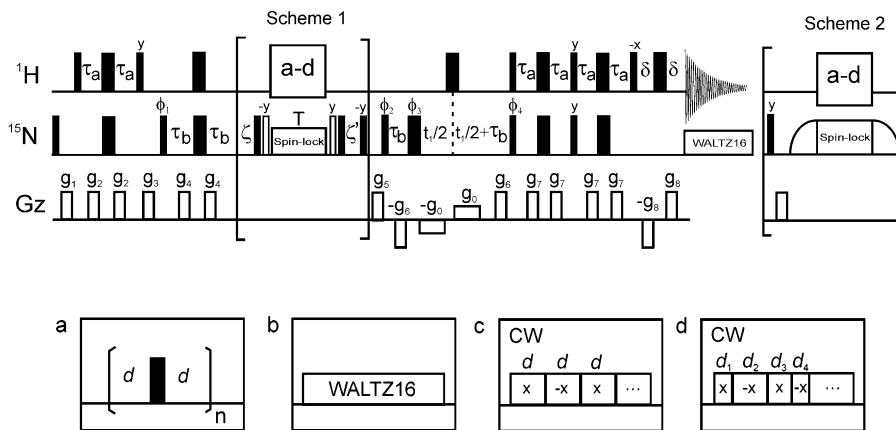 Scheme 1
Scheme 2
y y -x
¹H τa τa a-d τa τa τa τa δ δ a-d
ϕ₁ -y T y -y ϕ₂ ϕ₃ ϕ₄ y y
¹⁵N τb τb ζ Spin-lock ζ' τb t₁/2 t₁/2+τb WALTZ16 Spin-lock
g₁ g₂ g₂ g₃ g₄ g₄ g₅ g₀ g₆ g₇ g₇ g₇ g₇ g₈
Gz -g₆ -g₀ -g₈
a b c d
CW CW
d d d d d d₁ d₂ d₃ d₄
WALTZ16 x -x x ... x -x x -x ...
n